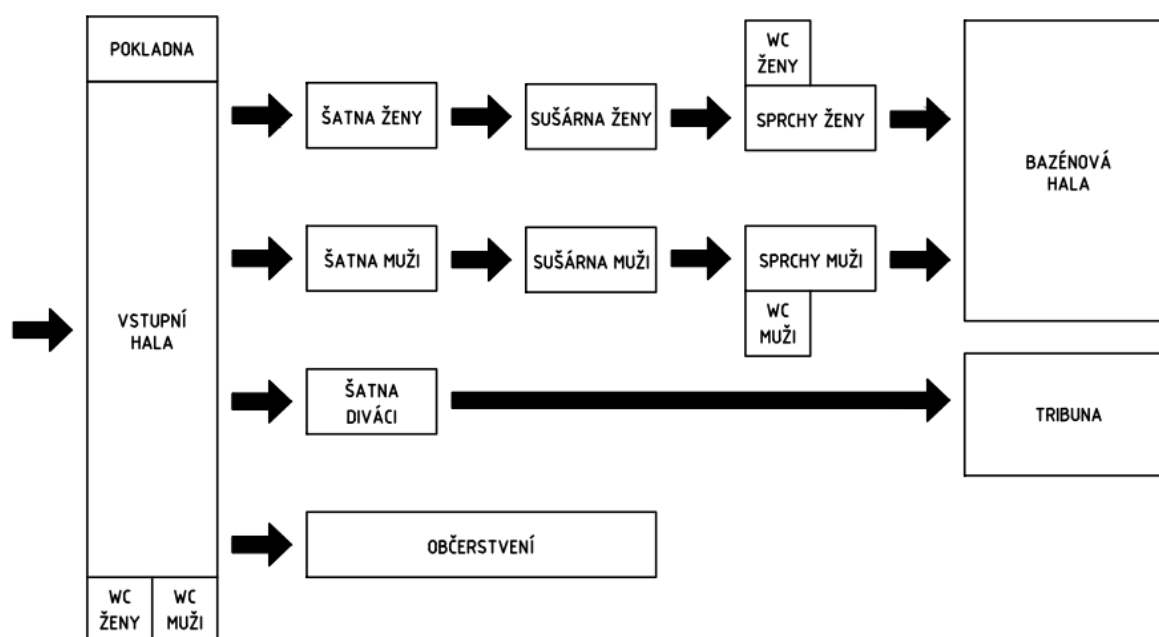 POKLADNA
VSTUPNÍ
HALA
WC
ŽENY
WC
MUŽI
ŠATNA ŽENY
SUŠÁRNA ŽENY
WC
ŽENY
SPRCHY ŽENY
BAZÉNOVÁ
HALA
ŠATNA MUŽI
SUŠÁRNA MUŽI
SPRCHY MUŽI
WC
MUŽI
ŠATNA
DIVÁCI
TRIBUNA
OBČERSTVENÍ